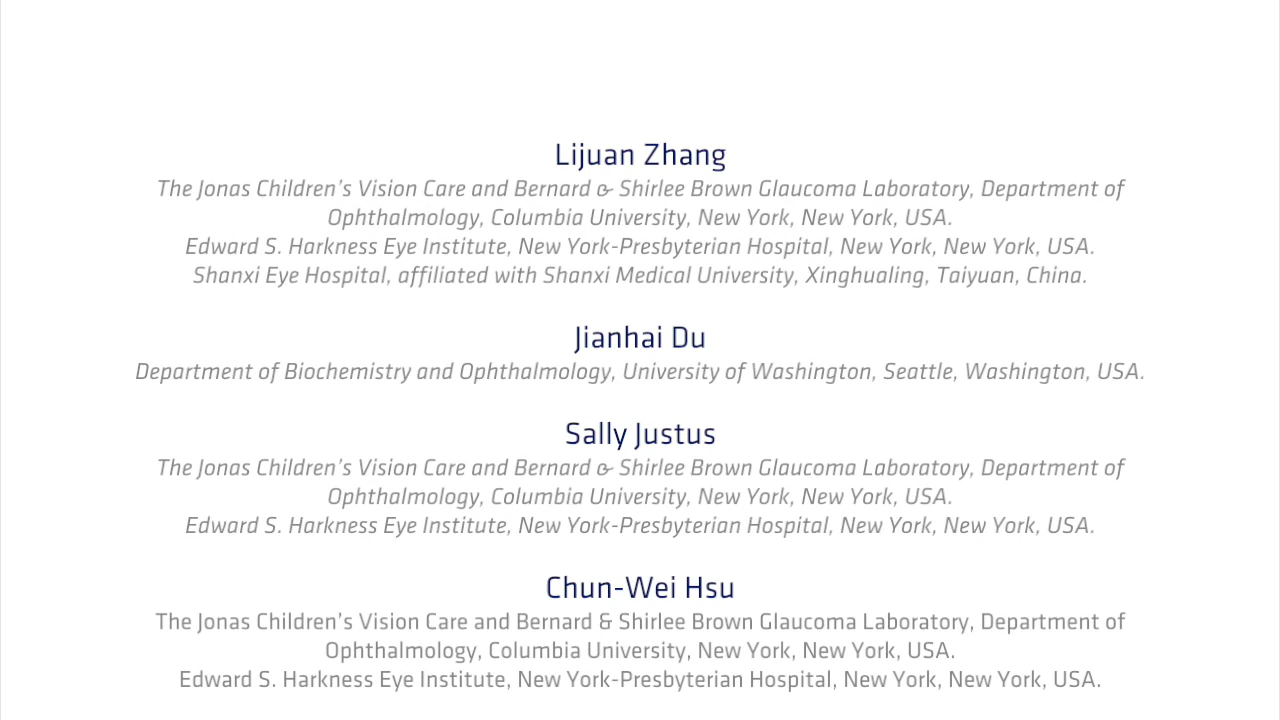 Lijuan Zhang
The Jonas Children’s Vision Care and Bernard & Shirlee Brown Glaucoma Laboratory, Department of
Ophthalmology, Columbia University, New York, New York, USA.
Edward S. Harkness Eye Institute, New York-Presbyterian Hospital, New York, New York, USA.
Shanxi Eye Hospital, affiliated with Shanxi Medical University, Xinghualing, Taiyuan, China.
Jianhai Du
Department of Biochemistry and Ophthalmology, University of Washington, Seattle, Washington, USA.
Sally Justus
The Jonas Children’s Vision Care and Bernard & Shirlee Brown Glaucoma Laboratory, Department of
Ophthalmology, Columbia University, New York, New York, USA.
Edward S. Harkness Eye Institute, New York-Presbyterian Hospital, New York, New York, USA.
Chun-Wei Hsu
The Jonas Children’s Vision Care and Bernard & Shirlee Brown Glaucoma Laboratory, Department of
Ophthalmology, Columbia University, New York, New York, USA.
Edward S. Harkness Eye Institute, New York-Presbyterian Hospital, New York, New York, USA.